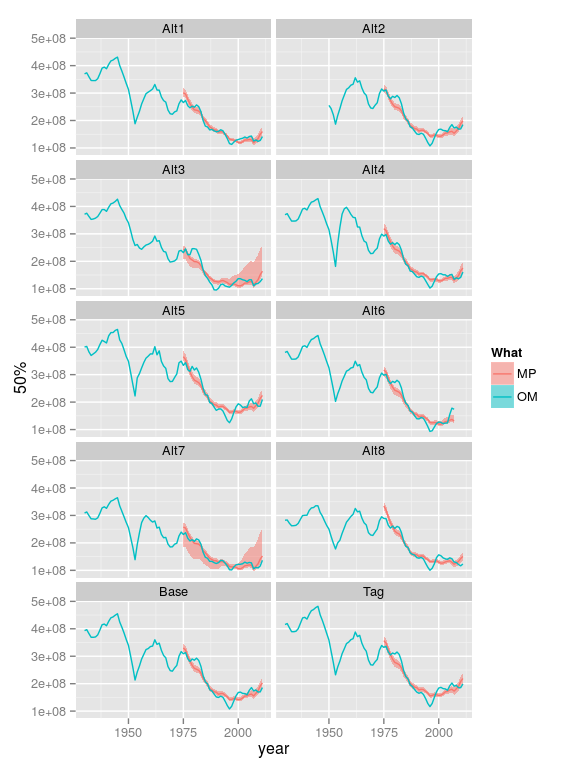 Alt1 Alt2
5e+08
4e+08
3e+08
2e+08
1e+08
Alt3 Alt4
5e+08
4e+08
3e+08
2e+08
1e+08
Alt5 Alt6
5e+08
4e+08
3e+08
2e+08
1e+08
Alt7 Alt8
5e+08
4e+08
3e+08
2e+08
1e+08
Base Tag
5e+08
4e+08
3e+08
2e+08
1e+08
1950 1975 2000 1950 1975 2000
year
50%
What
MP
OM